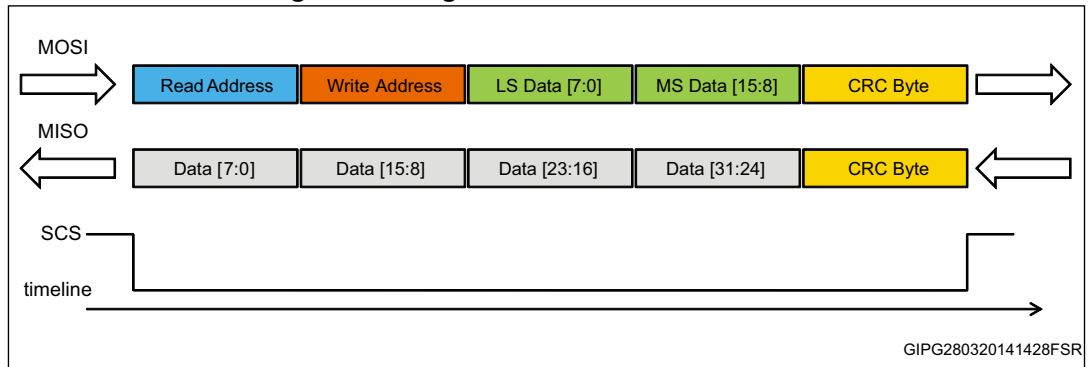 MOSI
Read Address Write Address LS Data [7:0] MS Data [15:8] CRC Byte
MISO
Data [7:0] Data [15:8] Data [23:16] Data [31:24] CRC Byte
SCS
timeline
GIPG280320141428FSR